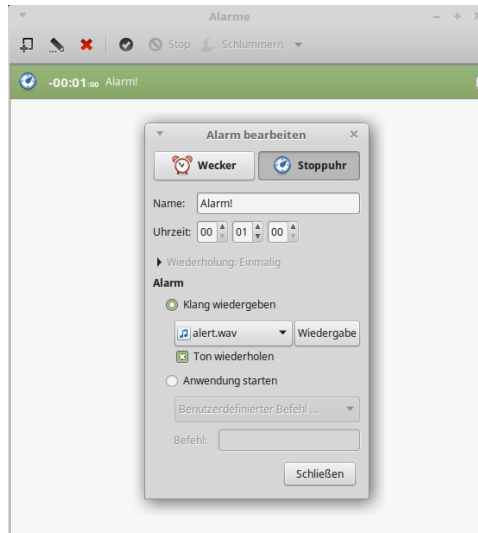 Alarme
Stop Schlummern
-00:01:00 Alarm!
Alarm bearbeiten
Wecker Stoppuhr
Name: Alarm!
Uhrzeit: 00 01 00
Wiederholung: Einmalig
Alarm
Klang wiedergeben
alert.wav Wiedergabe
Ton wiederholen
Anwendung starten
Benutzerdefinierter Befehl ...
Befehl:
Schließen